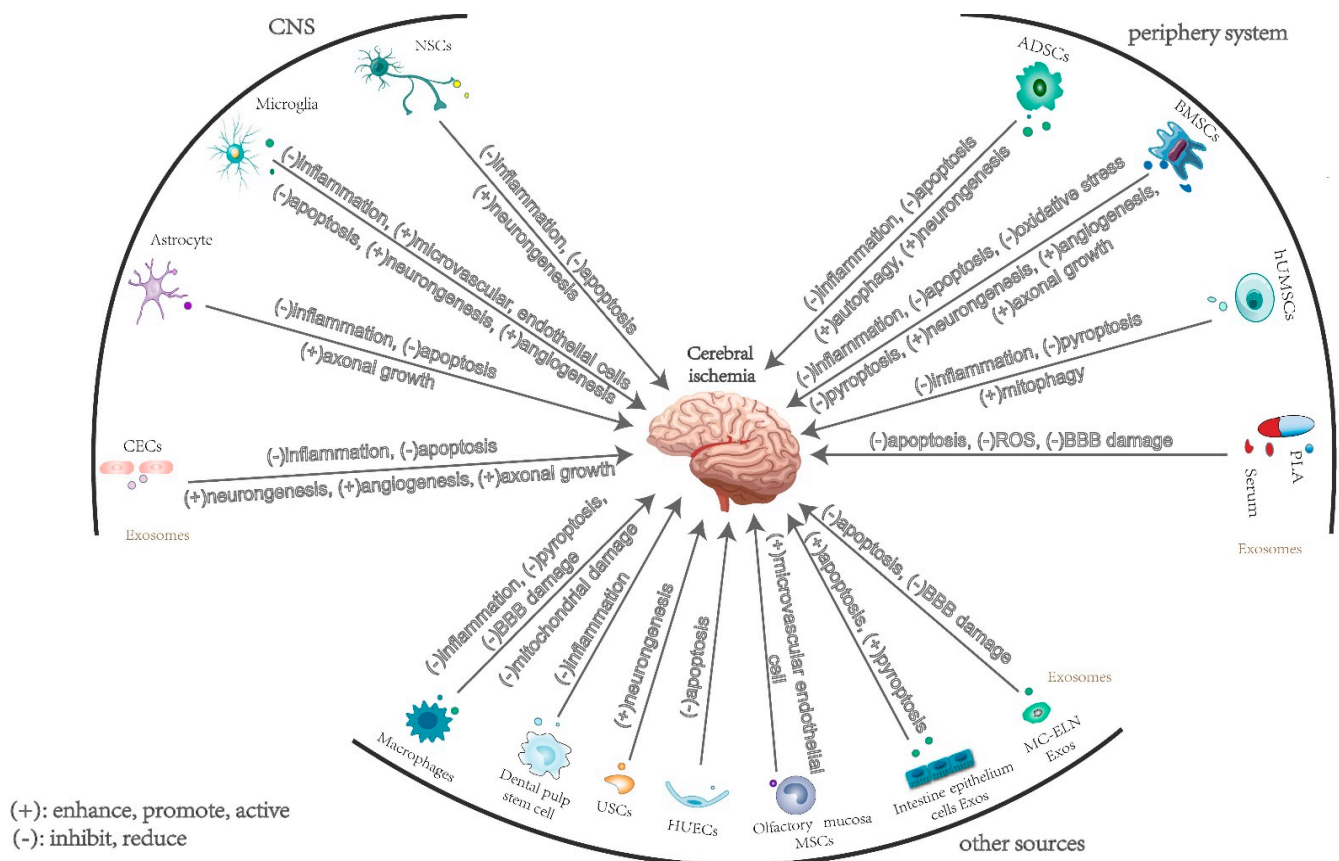 CNS
NSCs
Microglia
Astrocyte
CECs
Exosomes
(-)inflammation, (-)apoptosis
(+)neurongenesis
(-)inflammation, (+)microvascular, endothelial cells
(-)apoptosis, (+)neurongenesis, (+)angiogenesis
(-)inflammation, (-)apoptosis
(+)axonal growth
(-)inflammation, (-)apoptosis
(+)neurongenesis, (+)angiogenesis, (+)axonal growth
Cerebral
ischemia
periphery system
ADSCs
BMSCs
hUMSCs
PLA
Serum
Exosomes
(-)inflammation, (-)apoptosis
(+)autophagy, (+)neurongenesis
(-)inflammation, (-)apoptosis, (-)oxidative stress
(-)pyroptosis, (+)neurongenesis, (+)angiogenesis,
(+)axonal growth
(-)inflammation, (-)pyroptosis
(+)mitophagy
(-)apoptosis, (-)ROS, (-)BBB damage
(-)inflammation, (-)pyroptosis,
(-)BBB damage
(-)mitochondrial damage
(-)inflammation
(+)neurongenesis
(-)apoptosis
(+)microvascular endothelial
cell
(+)apoptosis, (+)pyroptosis
(-)apoptosis, (-)BBB damage
Exosomes
Macrophages
Dental pulp
stem cell
USCs
HUECs
Olfactory mucosa
MSCs
Intestine epithelium
cells Exos
MC-ELN
Exos
other sources
(+): enhance, promote, active
(-): inhibit, reduce